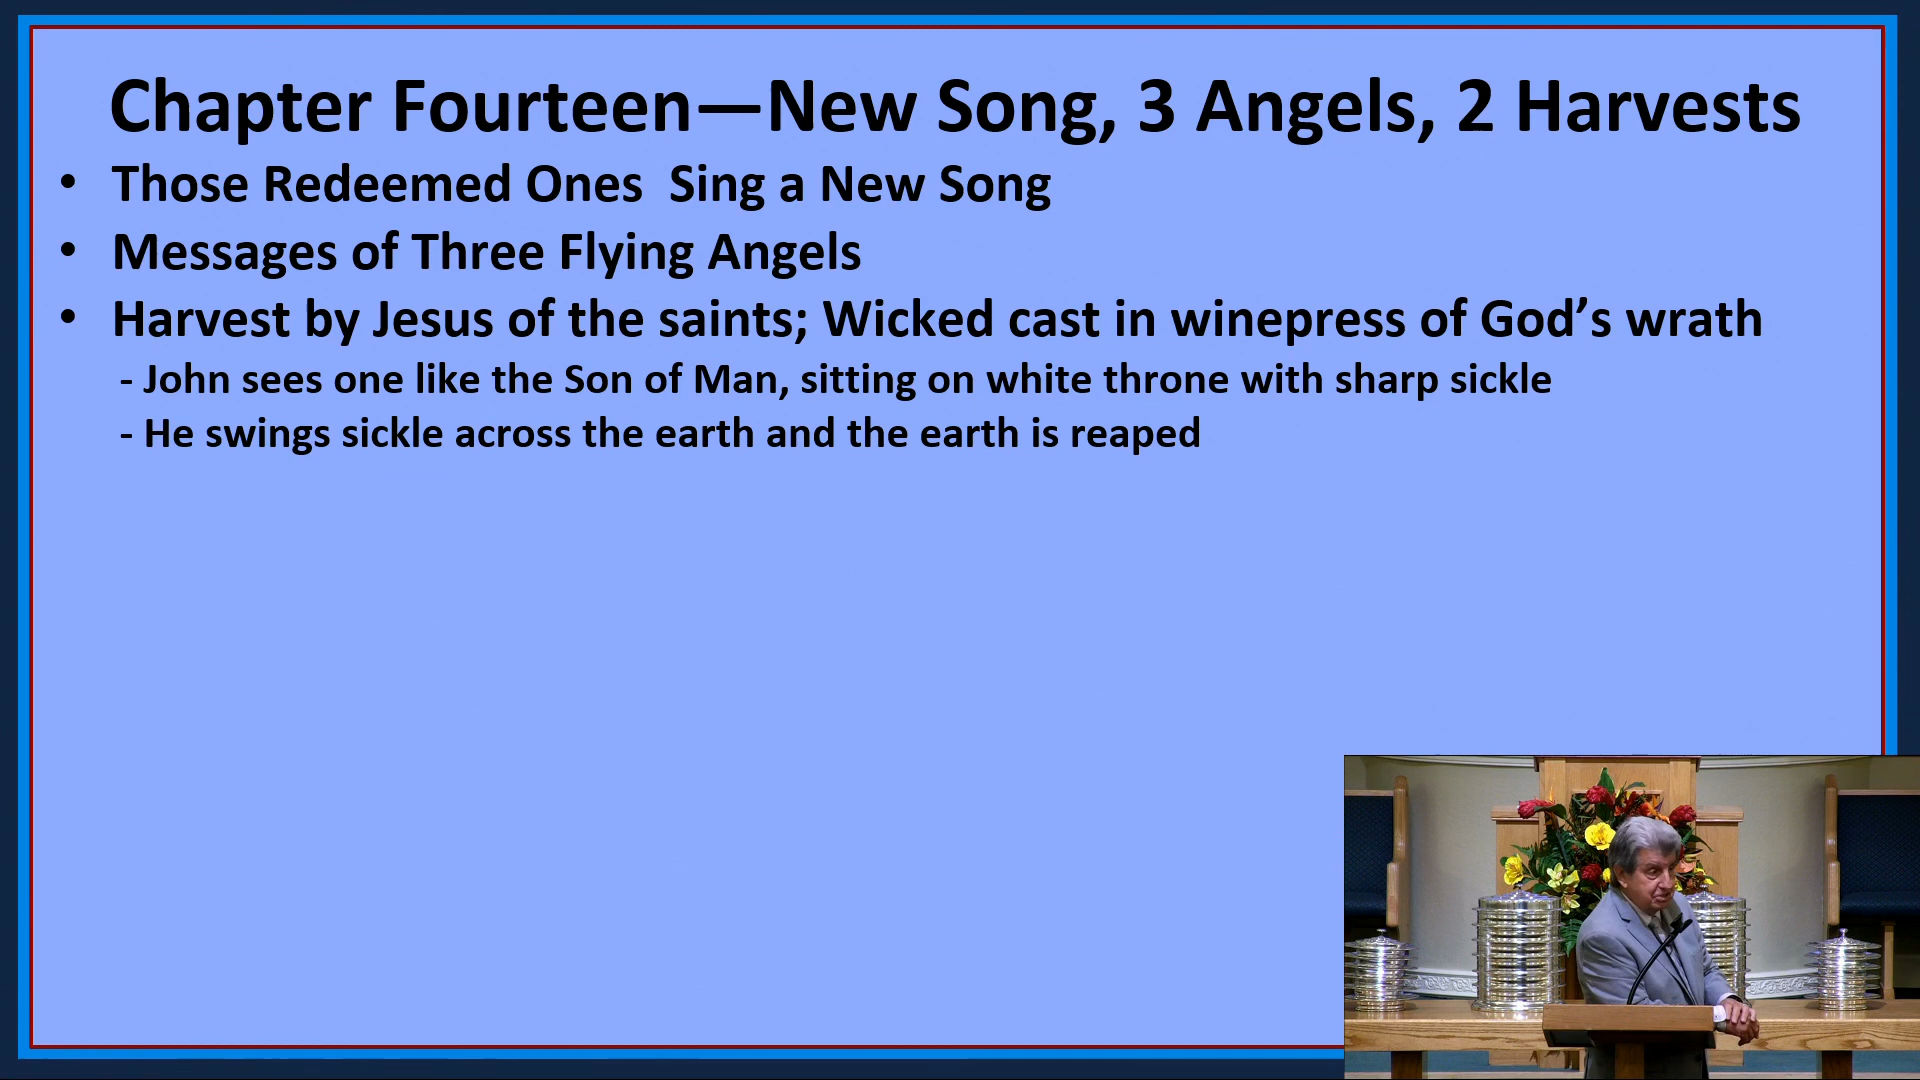 Chapter Fourteen—New Song, 3 Angels, 2 Harvests
• Those Redeemed Ones  Sing a New Song
• Messages of Three Flying Angels
• Harvest by Jesus of the saints; Wicked cast in winepress of God’s wrath
- John sees one like the Son of Man, sitting on white throne with sharp sickle
- He swings sickle across the earth and the earth is reaped